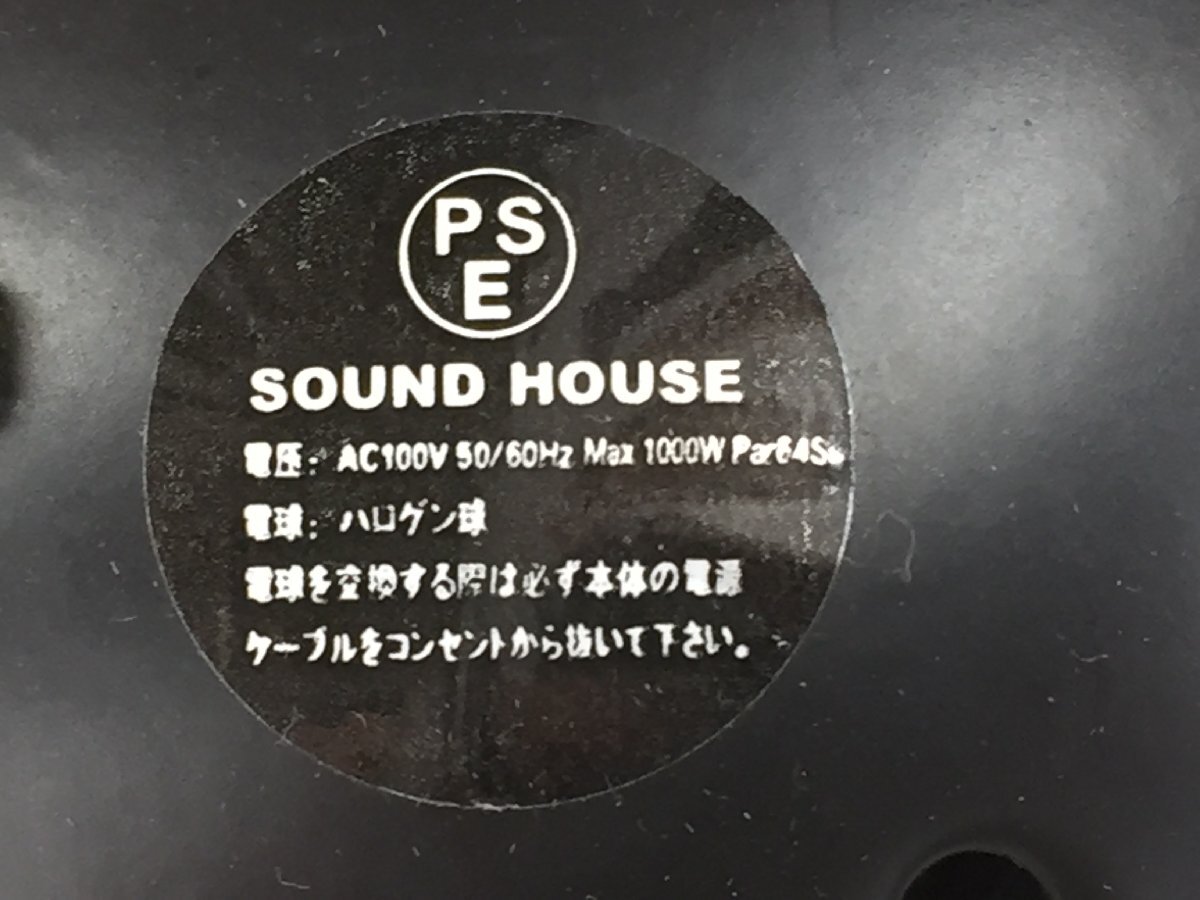 PS
E
SOUND HOUSE
電圧: AC100V 50/60Hz Max 1000W
電球: ハロゲン球
電球を交換する際は必ず本体の電源
ケーブルをコンセントから抜いて下さい。